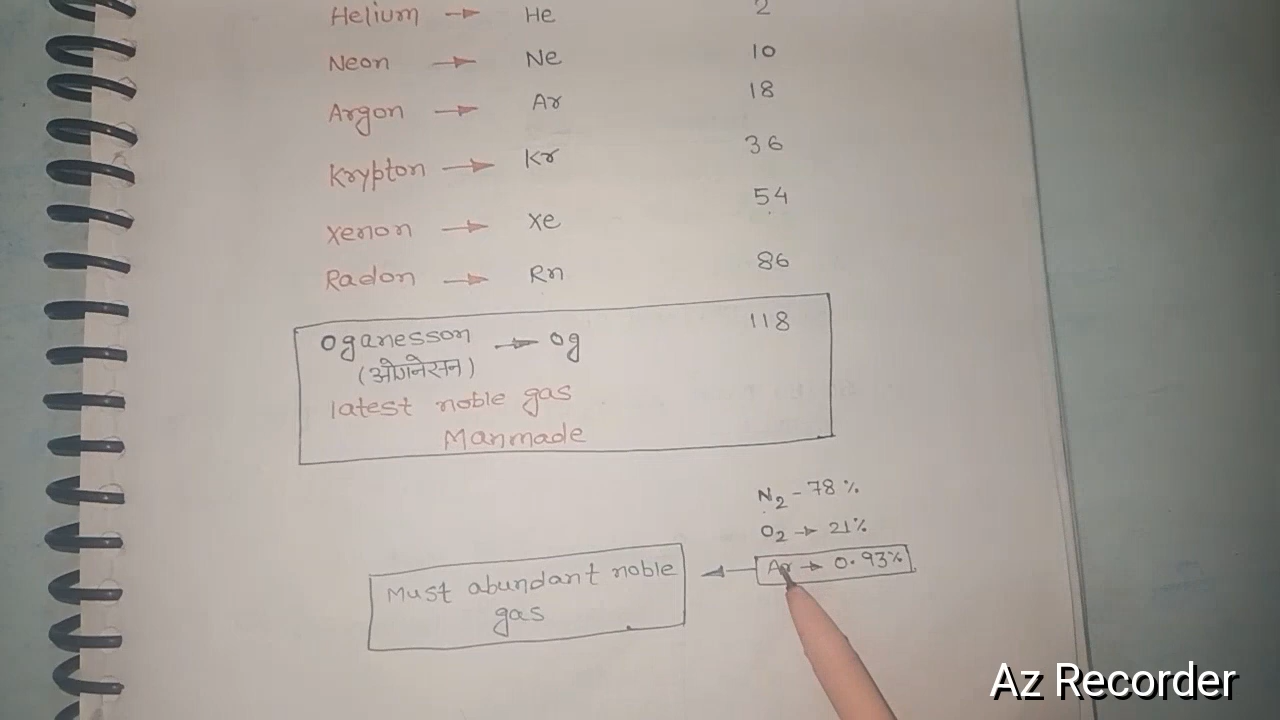 Helium → He 2
Neon → Ne 10
Argon → Ar 18
Krypton → Kr 36
Xenon → Xe 54
Radon → Rn 86
Oganesson → Og 118
(ओगनेसन)
latest noble gas
Manmade
N2 - 78%
O2 → 21%
Ar → 0.93%
Must abundant noble
gas
Az Recorder